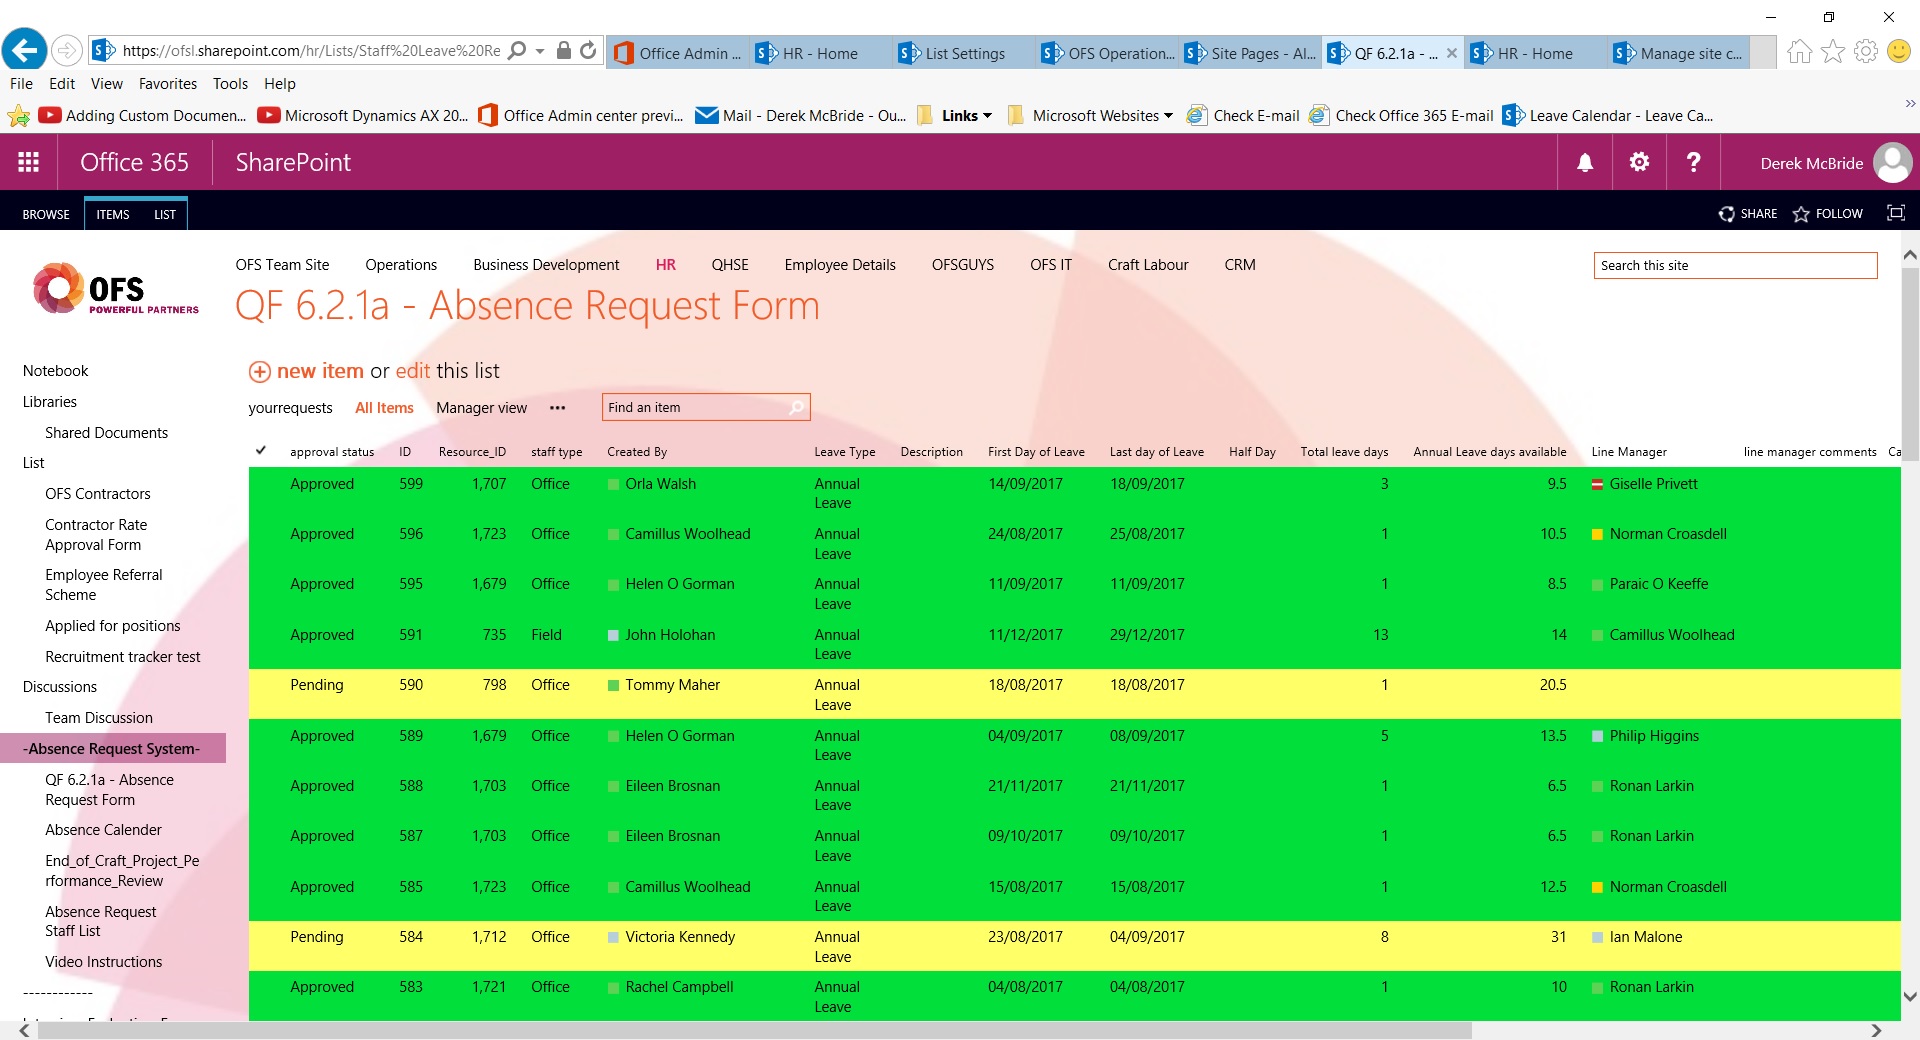 https://ofsl.sharepoint.com/hr/Lists/Staff%20Leave%20Re
Office Admin ...
HR - Home
List Settings
OFS Operation...
Site Pages - Al...
QF 6.2.1a - ...
HR - Home
Manage site c...
File Edit View Favorites Tools Help
Adding Custom Documen...
Microsoft Dynamics AX 20...
Office Admin center previ...
Mail - Derek McBride - Ou...
Links
Microsoft Websites
Check E-mail
Check Office 365 E-mail
Leave Calendar - Leave Ca...
Office 365 SharePoint
Derek McBride
BROWSE ITEMS LIST
SHARE FOLLOW
OFS
POWERFUL PARTNERS
OFS Team Site Operations Business Development HR QHSE Employee Details OFSGUYS OFS IT Craft Labour CRM
Search this site
QF 6.2.1a - Absence Request Form
Notebook
Libraries
Shared Documents
List
OFS Contractors
Contractor Rate
Approval Form
Employee Referral
Scheme
Applied for positions
Recruitment tracker test
Discussions
Team Discussion
-Absence Request System-
QF 6.2.1a - Absence
Request Form
Absence Calender
End_of_Craft_Project_Pe
rformance_Review
Absence Request
Staff List
Video Instructions
------------
new item or edit this list
yourrequests All Items Manager view ... Find an item
approval status ID Resource_ID staff type Created By Leave Type Description First Day of Leave Last day of Leave Half Day Total leave days Annual Leave days available Line Manager line manager comments Ca
Approved 599 1,707 Office Orla Walsh Annual Leave 14/09/2017 18/09/2017 3 9.5 Giselle Privett
Approved 596 1,723 Office Camillus Woolhead Annual Leave 24/08/2017 25/08/2017 1 10.5 Norman Croasdell
Approved 595 1,679 Office Helen O Gorman Annual Leave 11/09/2017 11/09/2017 1 8.5 Paraic O Keeffe
Approved 591 735 Field John Holohan Annual Leave 11/12/2017 29/12/2017 13 14 Camillus Woolhead
Pending 590 798 Office Tommy Maher Annual Leave 18/08/2017 18/08/2017 1 20.5
Approved 589 1,679 Office Helen O Gorman Annual Leave 04/09/2017 08/09/2017 5 13.5 Philip Higgins
Approved 588 1,703 Office Eileen Brosnan Annual Leave 21/11/2017 21/11/2017 1 6.5 Ronan Larkin
Approved 587 1,703 Office Eileen Brosnan Annual Leave 09/10/2017 09/10/2017 1 6.5 Ronan Larkin
Approved 585 1,723 Office Camillus Woolhead Annual Leave 15/08/2017 15/08/2017 1 12.5 Norman Croasdell
Pending 584 1,712 Office Victoria Kennedy Annual Leave 23/08/2017 04/09/2017 8 31 Ian Malone
Approved 583 1,721 Office Rachel Campbell Annual Leave 04/08/2017 04/08/2017 1 10 Ronan Larkin